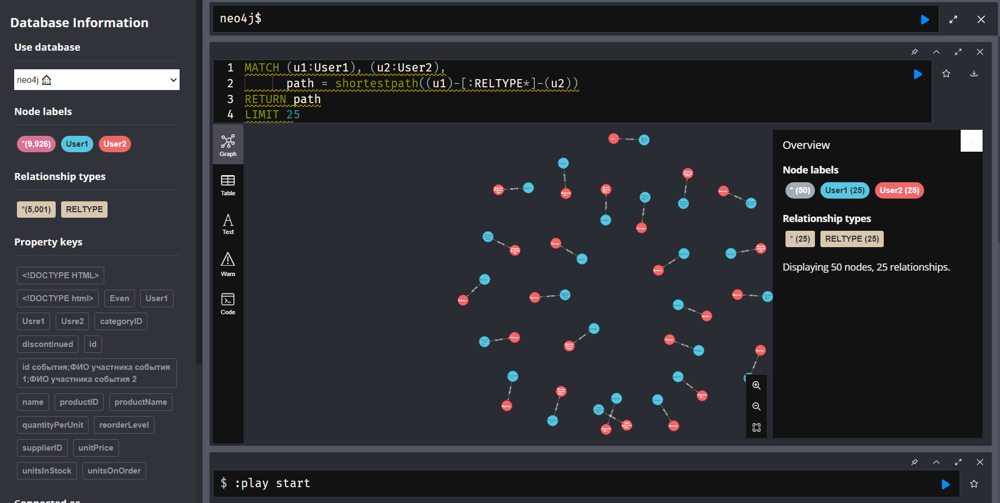 Database Information
Use database
neo4j
Node labels
*(9,926) User1 User2
Relationship types
*(5,001) RELTYPE
Property keys
<!DOCTYPE HTML>
<!DOCTYPE html> Even User1
Usre1 Usre2 categoryID
discontinued id
id события;ФИО участника события
1;ФИО участника события 2
name productID productName
quantityPerUnit reorderLevel
supplierID unitPrice
unitsInStock unitsOnOrder
Connected as
neo4j$
1 MATCH (u1:User1), (u2:User2),
2 path = shortestpath((u1)-[:RELTYPE*]-(u2))
3 RETURN path
4 LIMIT 25
Graph
Table
Text
Warn
Code
Overview
Node labels
* (50) User1 (25) User2 (25)
Relationship types
* (25) RELTYPE (25)
Displaying 50 nodes, 25 relationships.
$ :play start